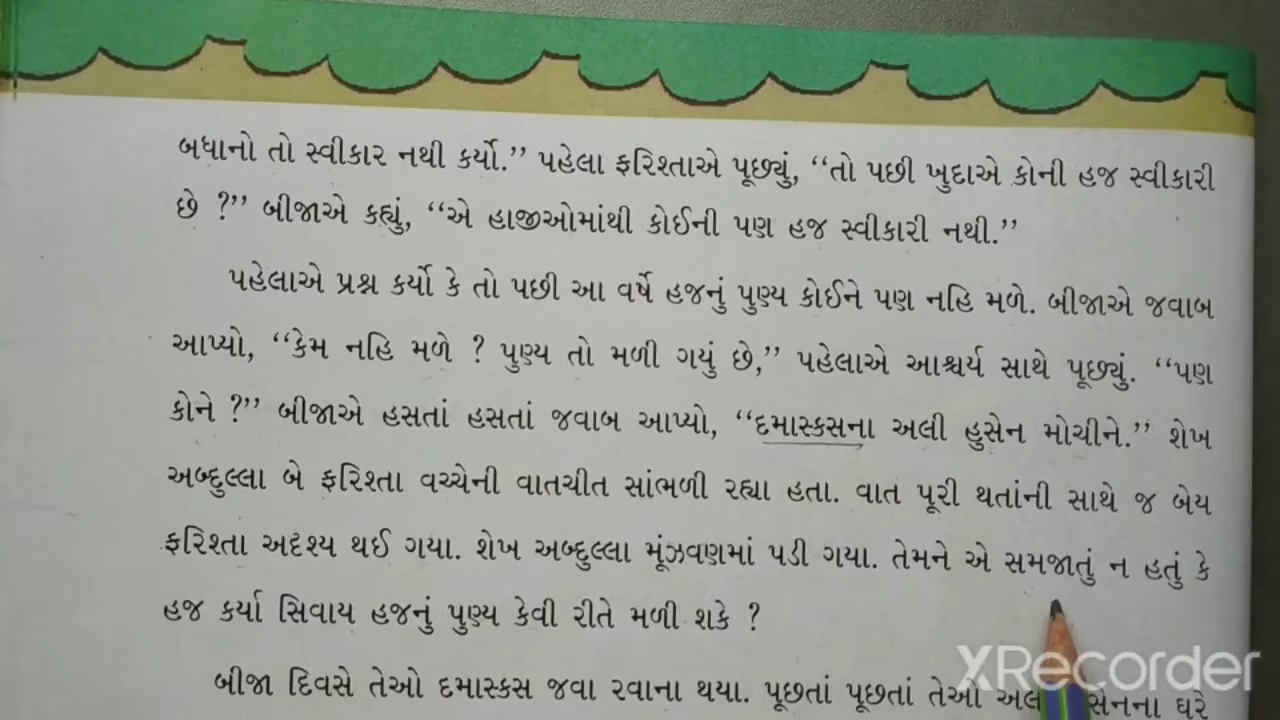 બધાનો તો સ્વીકાર નથી કર્યો.” પહેલા ફરિશ્તાએ પૂછ્યું, “તો પછી ખુદાએ કોની હજ સ્વીકારી
છે ?” બીજાએ કહ્યું, “એ હાજીઓમાંથી કોઈની પણ હજ સ્વીકારી નથી.”
પહેલાએ પ્રશ્ન કર્યો કે તો પછી આ વર્ષે હજનું પુણ્ય કોઈને પણ નહિ મળે. બીજાએ જવાબ
આપ્યો, “કેમ નહિ મળે ? પુણ્ય તો મળી ગયું છે,” પહેલાએ આશ્ચર્ય સાથે પૂછ્યું. “પણ
કોને ?” બીજાએ હસતાં હસતાં જવાબ આપ્યો, “દમાસ્કસના અલી હુસેન મોચીને.” શેખ
અબ્દુલ્લા બે ફરિશ્તા વચ્ચેની વાતચીત સાંભળી રહ્યા હતા. વાત પૂરી થતાંની સાથે જ બેય
ફરિશ્તા અદૃશ્ય થઈ ગયા. શેખ અબ્દુલ્લા મૂંઝવણમાં પડી ગયા. તેમને એ સમજાતું ન હતું કે
હજ કર્યા સિવાય હજનું પુણ્ય કેવી રીતે મળી શકે ?
બીજા દિવસે તેઓ દમાસ્કસ જવા રવાના થયા. પૂછતાં પૂછતાં તેઓ ઘરે
XRecorder